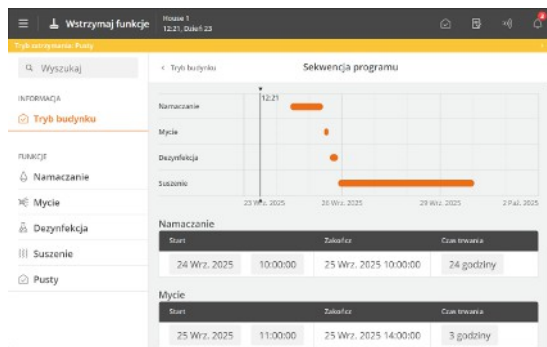 Wstrzymaj funkcje
House 1
12:21, Dzień 23
Tryb zatrzymania: Pusty
Wyszukaj
Tryb budynku
Sekwencja programu
INFORMACJA
Tryb budynku
FUNKCJE
Namaczanie
Mycie
Dezynfekcja
Suszenie
Pusty
12:21
Namaczanie
Mycie
Dezynfekcja
Suszenie
23 Wrz. 2025
26 Wrz. 2025
29 Wrz. 2025
2 Paź. 2025
Namaczanie
Start Zakończ Czas trwania
24 Wrz. 2025 10:00:00 25 Wrz. 2025 10:00:00 24 godziny
Mycie
Start Zakończ Czas trwania
25 Wrz. 2025 11:00:00 25 Wrz. 2025 14:00:00 3 godziny